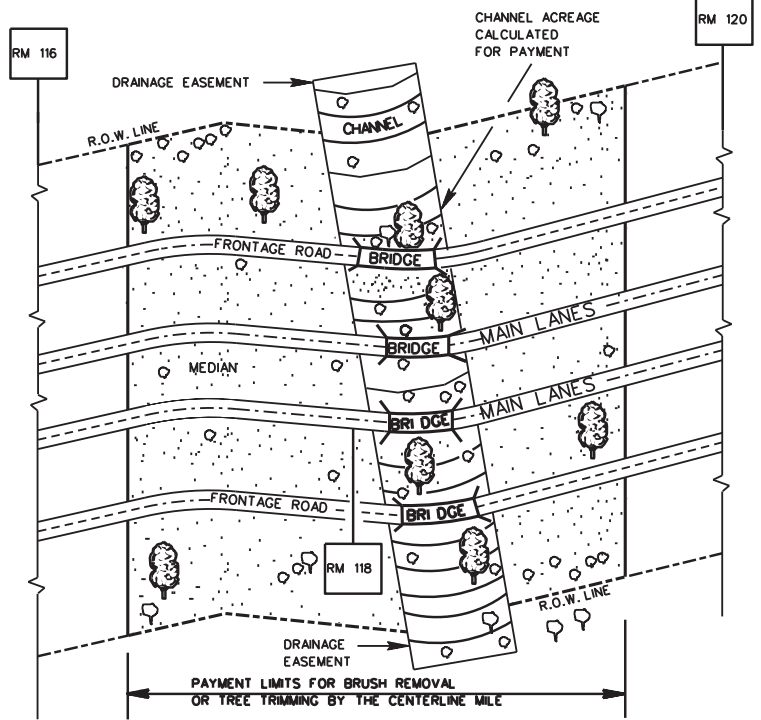 CHANNEL ACREAGE
CALCULATED
FOR PAYMENT
RM 120
RM 116
DRAINAGE EASEMENT
R.O.W. LINE
CHANNEL
FRONTAGE ROAD
BRIDGE
MAIN LANES
BRIDGE
MEDIAN
MAIN LANES
BRI DGE
FRONTAGE ROAD
BRI DGE
RM 118
R.O.W. LINE
DRAINAGE
EASEMENT
PAYMENT LIMITS FOR BRUSH REMOVAL
OR TREE TRIMMING BY THE CENTERLINE MILE